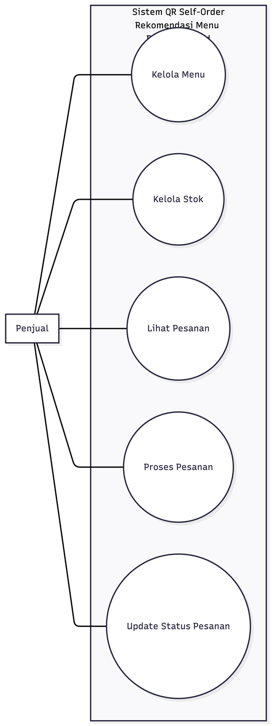 Sistem QR Self-Order
Rekomendasi Menu
Kelola Menu
Kelola Stok
Penjual
Lihat Pesanan
Proses Pesanan
Update Status Pesanan